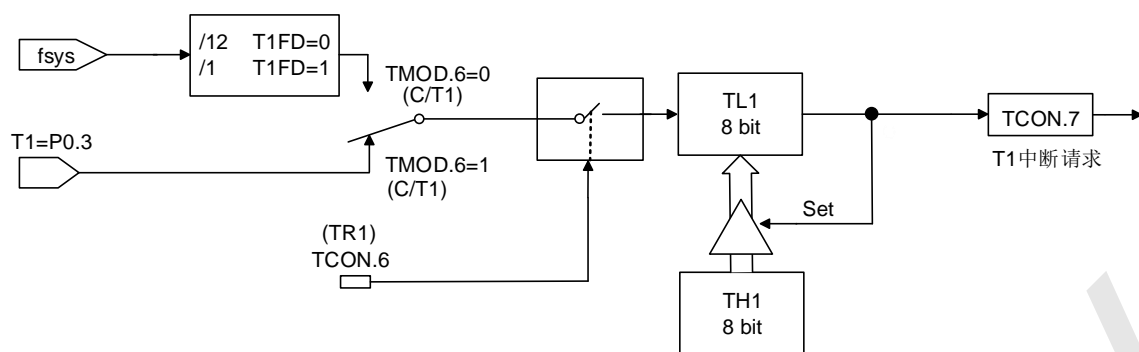 fsys
/12 T1FD=0
/1 T1FD=1
TMOD.6=0
(C/T1)
T1=P0.3
TMOD.6=1
(C/T1)
(TR1)
TCON.6
TL1
8 bit
TCON.7
T1中断请求
Set
TH1
8 bit